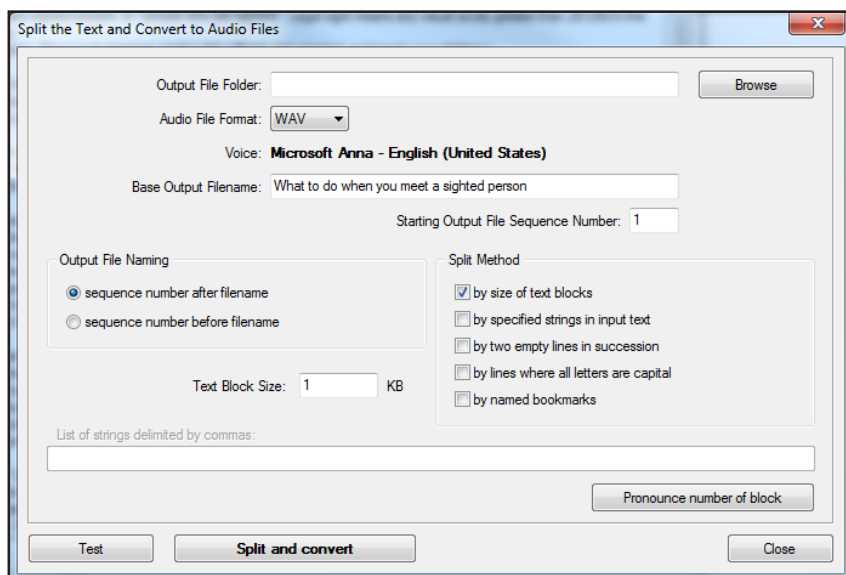 Split the Text and Convert to Audio Files
Output File Folder:
Browse
Audio File Format: WAV
Voice: Microsoft Anna - English (United States)
Base Output Filename: What to do when you meet a sighted person
Starting Output File Sequence Number: 1
Output File Naming
sequence number after filename
sequence number before filename
Split Method
by size of text blocks
by specified strings in input text
by two empty lines in succession
by lines where all letters are capital
by named bookmarks
Text Block Size: 1 KB
List of strings delimited by commas:
Pronounce number of block
Test
Split and convert
Close